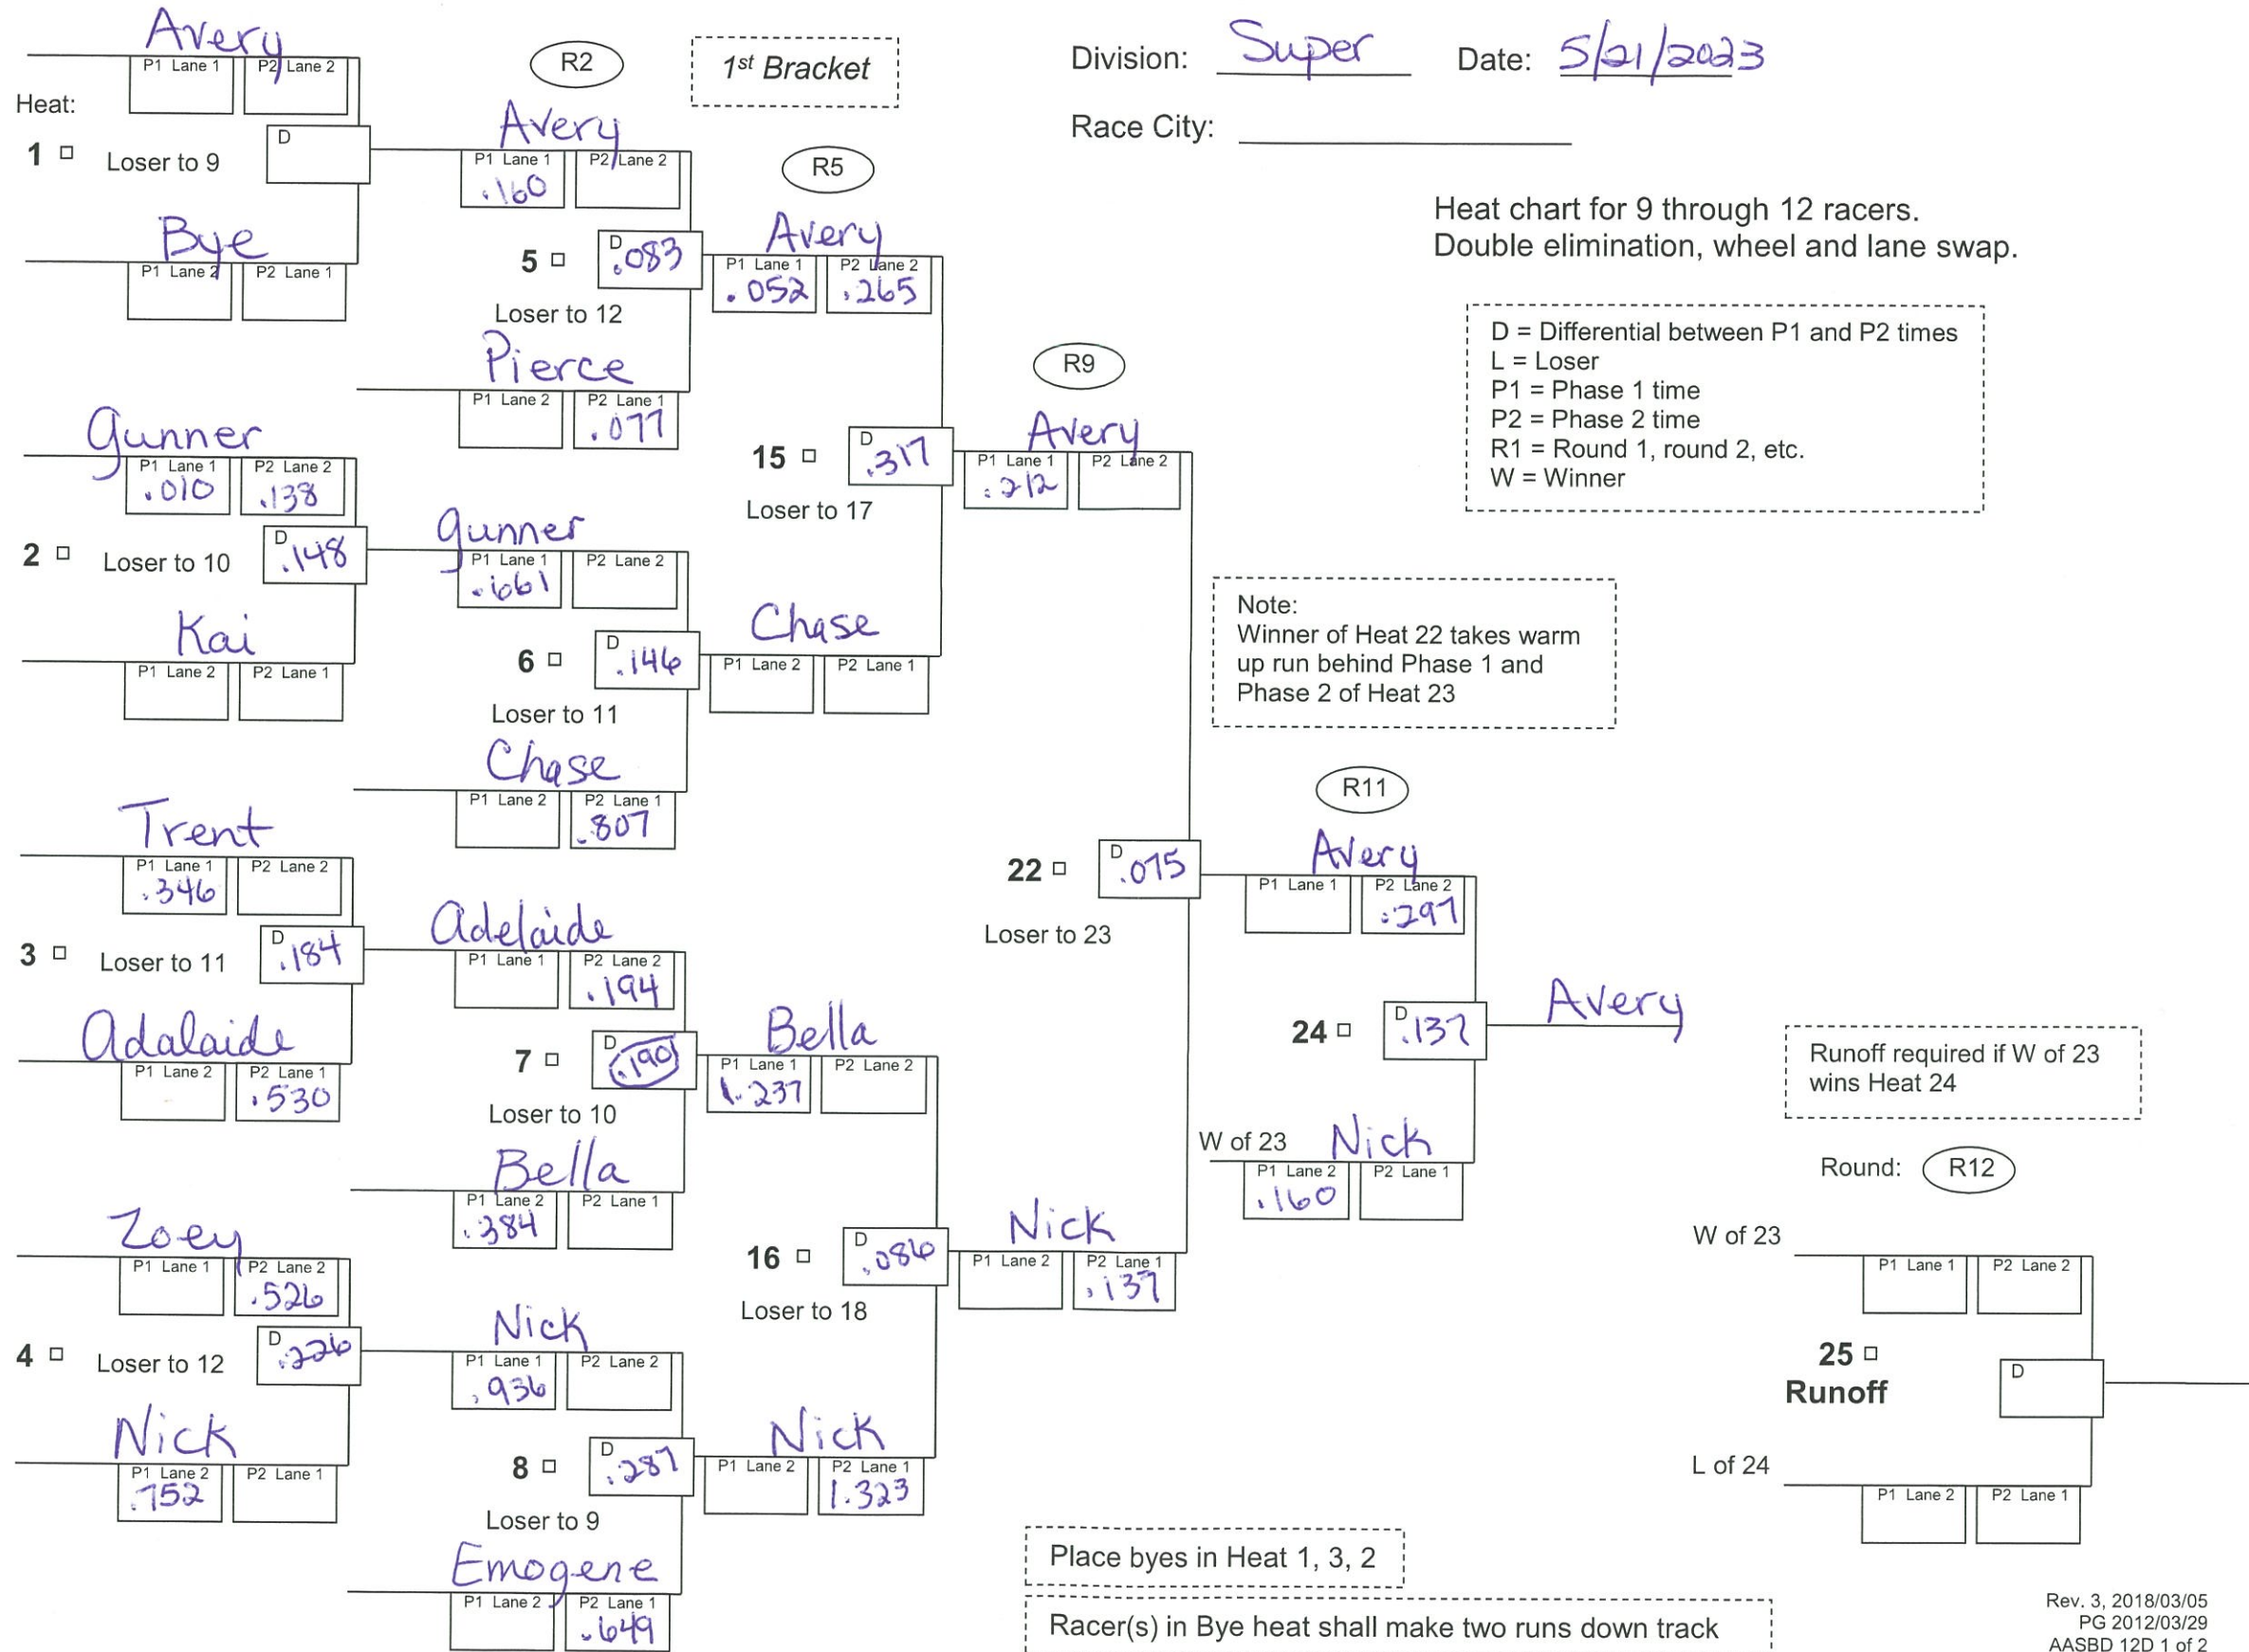 Division: Super Date: 5/21/2023
Race City:
Heat chart for 9 through 12 racers.
Double elimination, wheel and lane swap.
D = Differential between P1 and P2 times
L = Loser
P1 = Phase 1 time
P2 = Phase 2 time
R1 = Round 1, round 2, etc.
W = Winner
1st Bracket
Heat:
Avery
P1 Lane 1 P2 Lane 2
1 Loser to 9 D
Bye
P1 Lane 2 P2 Lane 1
Gunner
P1 Lane 1 P2 Lane 2
.010 .138
2 Loser to 10 D .148
Kai
P1 Lane 2 P2 Lane 1
Trent
P1 Lane 1 P2 Lane 2
.346
3 Loser to 11 D .184
Adalaide
P1 Lane 2 P2 Lane 1
.530
Zoey
P1 Lane 1 P2 Lane 2
.526
4 Loser to 12 D .226
Nick
P1 Lane 2 P2 Lane 1
.752
R2
Avery
P1 Lane 1 P2 Lane 2
.160
5 D .083
Loser to 12
Pierce
P1 Lane 2 P2 Lane 1
.077
Gunner
P1 Lane 1 P2 Lane 2
.661
6 D .146
Loser to 11
Chase
P1 Lane 2 P2 Lane 1
.807
Adelaide
P1 Lane 1 P2 Lane 2
.194
7 D .190
Loser to 10
Bella
P1 Lane 2 P2 Lane 1
.384
Nick
P1 Lane 1 P2 Lane 2
.936
8 D .287
Loser to 9
Emogene
P1 Lane 2 P2 Lane 1
.649
R5
Avery
P1 Lane 1 P2 Lane 2
.052 .265
15 D .317
Loser to 17
Chase
P1 Lane 2 P2 Lane 1
Bella
P1 Lane 1 P2 Lane 2
1.237
16 D .086
Loser to 18
Nick
P1 Lane 2 P2 Lane 1
1.323
R9
Avery
P1 Lane 1 P2 Lane 2
.212
22 D .075
Loser to 23
Nick
P1 Lane 2 P2 Lane 1
.137
Note:
Winner of Heat 22 takes warm
up run behind Phase 1 and
Phase 2 of Heat 23
R11
Avery
P1 Lane 1 P2 Lane 2
.297
24 D .137
Avery
W of 23 Nick
P1 Lane 2 P2 Lane 1
.160
Runoff required if W of 23
wins Heat 24
Round: R12
W of 23
P1 Lane 1 P2 Lane 2
25 D
Runoff
L of 24
P1 Lane 2 P2 Lane 1
Place byes in Heat 1, 3, 2
Racer(s) in Bye heat shall make two runs down track
Rev. 3, 2018/03/05
PG 2012/03/29
AASBD 12D 1 of 2